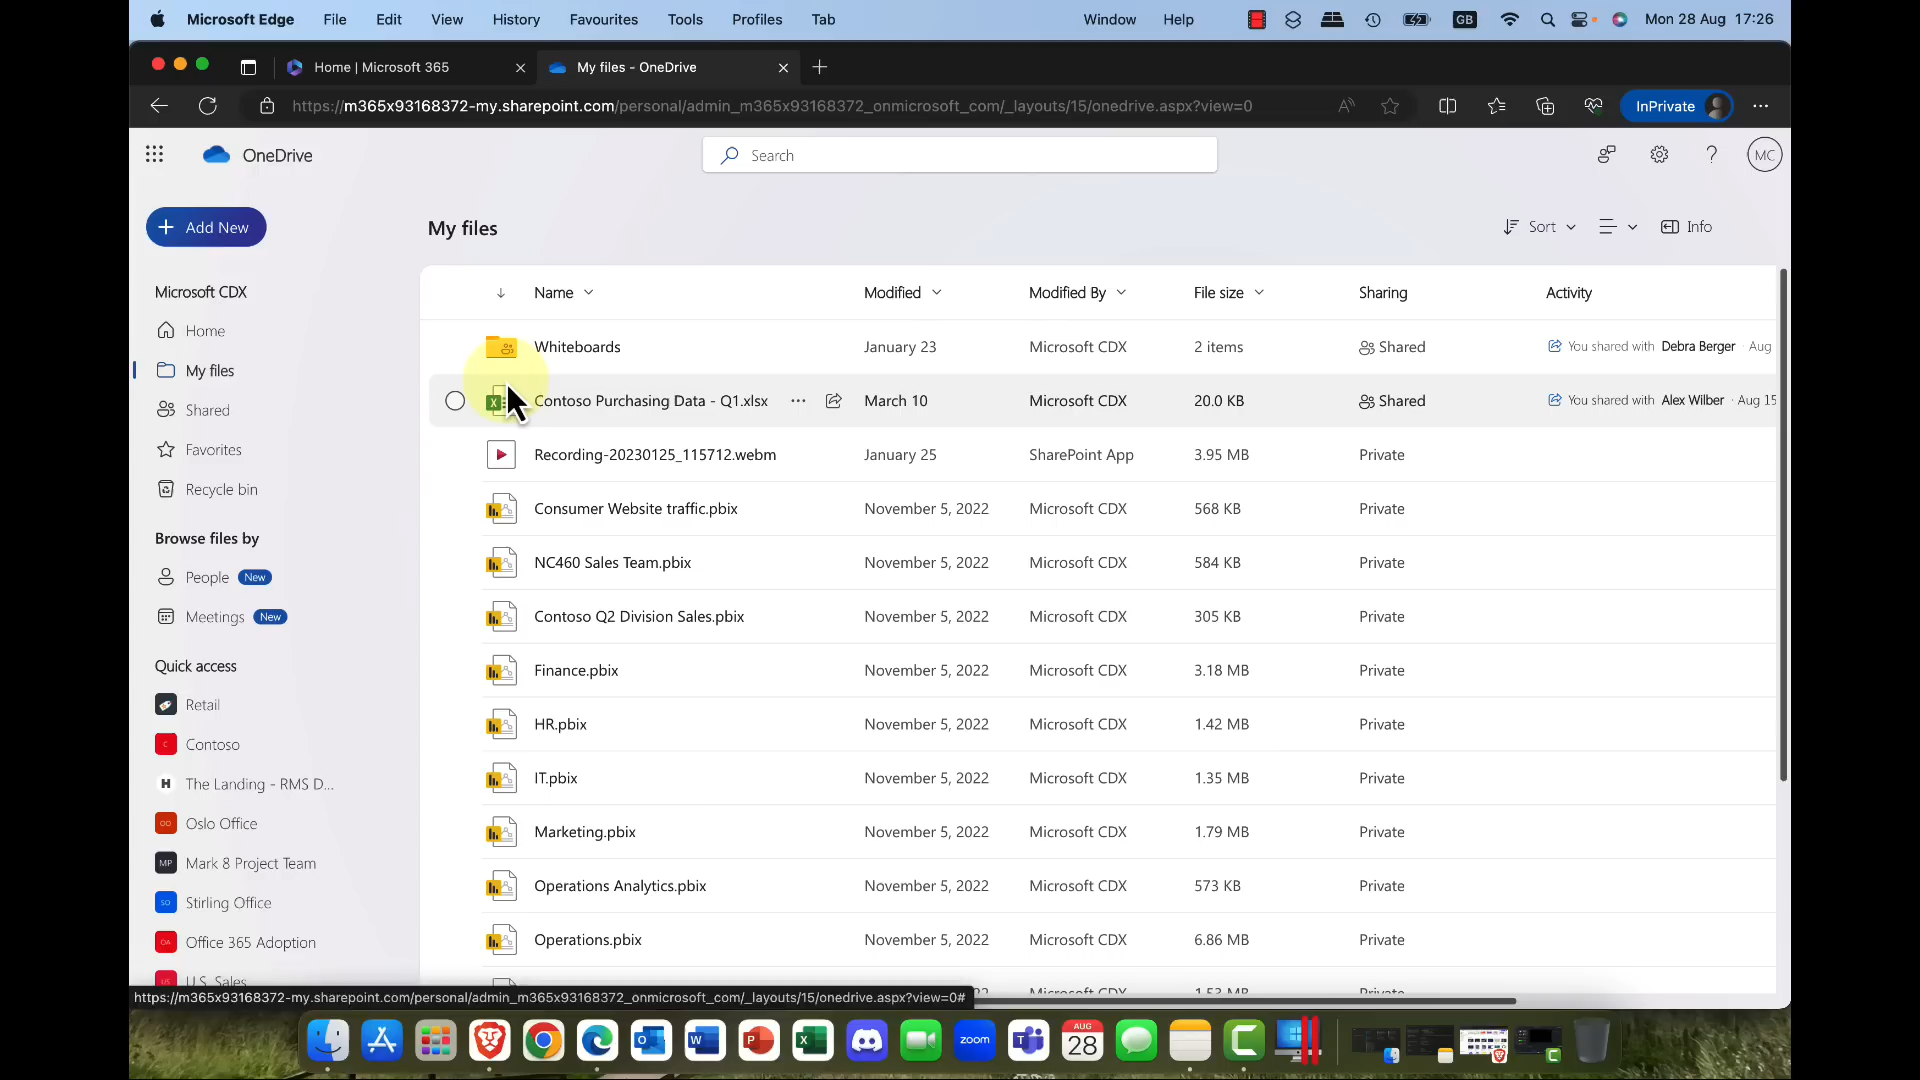 Microsoft Edge File Edit View History Favourites Tools Profiles Tab Window Help GB Mon 28 Aug 17:26
Home | Microsoft 365 My files - OneDrive
https://m365x93168372-my.sharepoint.com/personal/admin_m365x93168372_onmicrosoft_com/_layouts/15/onedrive.aspx?view=0 InPrivate
OneDrive Search MC
Add New
My files Sort Info
Microsoft CDX
Home
My files
Shared
Favorites
Recycle bin
Browse files by
People New
Meetings New
Quick access
Retail
C Contoso
H The Landing - RMS D...
OO Oslo Office
MP Mark 8 Project Team
SO Stirling Office
OA Office 365 Adoption
US U.S. Sales
Name Modified Modified By File size Sharing Activity
Whiteboards January 23 Microsoft CDX 2 items Shared You shared with Debra Berger Aug
Contoso Purchasing Data - Q1.xlsx March 10 Microsoft CDX 20.0 KB Shared You shared with Alex Wilber · Aug 15
Recording-20230125_115712.webm January 25 SharePoint App 3.95 MB Private
Consumer Website traffic.pbix November 5, 2022 Microsoft CDX 568 KB Private
NC460 Sales Team.pbix November 5, 2022 Microsoft CDX 584 KB Private
Contoso Q2 Division Sales.pbix November 5, 2022 Microsoft CDX 305 KB Private
Finance.pbix November 5, 2022 Microsoft CDX 3.18 MB Private
HR.pbix November 5, 2022 Microsoft CDX 1.42 MB Private
IT.pbix November 5, 2022 Microsoft CDX 1.35 MB Private
Marketing.pbix November 5, 2022 Microsoft CDX 1.79 MB Private
Operations Analytics.pbix November 5, 2022 Microsoft CDX 573 KB Private
Operations.pbix November 5, 2022 Microsoft CDX 6.86 MB Private
1.53 MB Private
https://m365x93168372-my.sharepoint.com/personal/admin_m365x93168372_onmicrosoft_com/_layouts/15/onedrive.aspx?view=0#
zoom
AUG
28